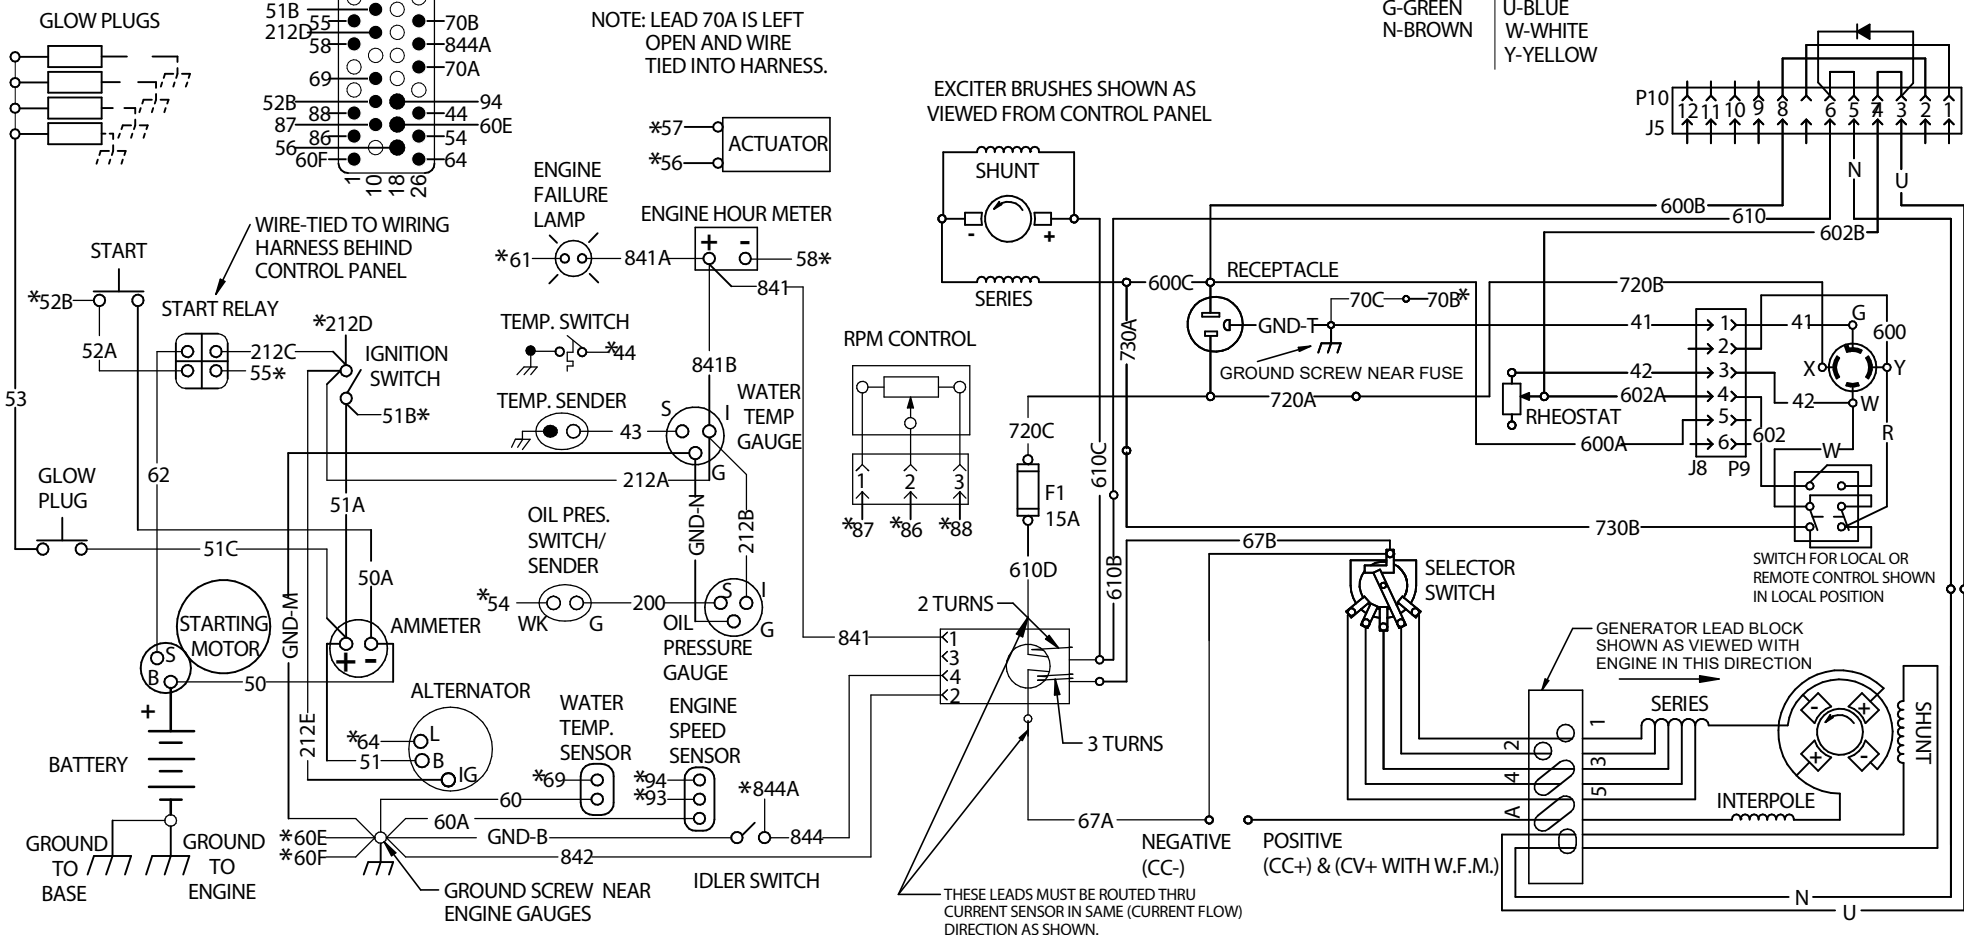 GLOW PLUGS
51B
55
212D
58
69
52B
88
87
86
56
60F
70B
844A
70A
94
44
60E
54
64
1
10
18
26
NOTE: LEAD 70A IS LEFT
OPEN AND WIRE
TIED INTO HARNESS.
G-GREEN
N-BROWN
U-BLUE
W-WHITE
Y-YELLOW
*57
*56
ACTUATOR
EXCITER BRUSHES SHOWN AS
VIEWED FROM CONTROL PANEL
SHUNT
-
+
SERIES
P10
J5
12
11
10
9
8
6
5
4
3
2
1
N
U
600B
610
602B
WIRE-TIED TO WIRING
HARNESS BEHIND
CONTROL PANEL
START
*52B
52A
START RELAY
212C
55*
*212D
IGNITION
SWITCH
51B*
53
62
51A
GLOW
PLUG
51C
50A
ENGINE
FAILURE
LAMP
*61
841A
ENGINE HOUR METER
+ -
58*
841
841B
TEMP. SWITCH
*44
TEMP. SENDER
43
S
I
G
WATER
TEMP
GAUGE
212A
GND-N
212B
OIL PRES.
SWITCH/
SENDER
*54
WK
G
200
S
I
G
OIL
PRESSURE
GAUGE
RPM CONTROL
1
2
3
*87
*86
*88
600C
RECEPTACLE
730A
GND-T
70C
70B*
GROUND SCREW NEAR FUSE
720A
720B
720C
F1
15A
610C
610B
610D
41
42
602A
RHEOSTAT
600A
1
2
3
4
5
6
J8
P9
41
42
602
G
X
Y
W
600
R
W
730B
SWITCH FOR LOCAL OR
REMOTE CONTROL SHOWN
IN LOCAL POSITION
67B
SELECTOR
SWITCH
2 TURNS
841
1
3
4
2
3 TURNS
67A
NEGATIVE
(CC-)
POSITIVE
(CC+) & (CV+ WITH W.F.M.)
THESE LEADS MUST BE ROUTED THRU
CURRENT SENSOR IN SAME (CURRENT FLOW)
DIRECTION AS SHOWN.
GENERATOR LEAD BLOCK
SHOWN AS VIEWED WITH
ENGINE IN THIS DIRECTION
1
2
3
4
5
A
SERIES
INTERPOLE
-
+
+
-
SHUNT
N
U
STARTING
MOTOR
S
B
50
GND-M
AMMETER
+ -
212E
ALTERNATOR
*64
L
51
B
IG
+
BATTERY
GROUND
TO
BASE
GROUND
TO
ENGINE
WATER
TEMP.
SENSOR
*69
60
ENGINE
SPEED
SENSOR
*94
*93
60A
*844A
*60E
*60F
GND-B
844
842
IDLER SWITCH
GROUND SCREW NEAR
ENGINE GAUGES